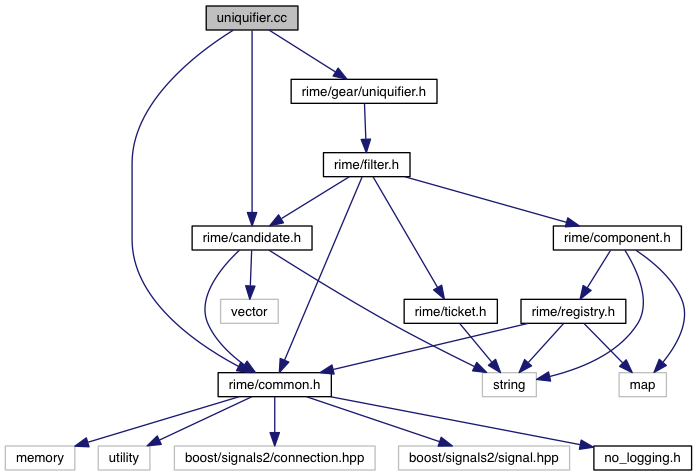 uniquifier.cc
rime/gear/uniquifier.h
rime/filter.h
rime/candidate.h
rime/component.h
vector
rime/ticket.h
rime/registry.h
rime/common.h
string
map
memory
utility
boost/signals2/connection.hpp
boost/signals2/signal.hpp
no_logging.h